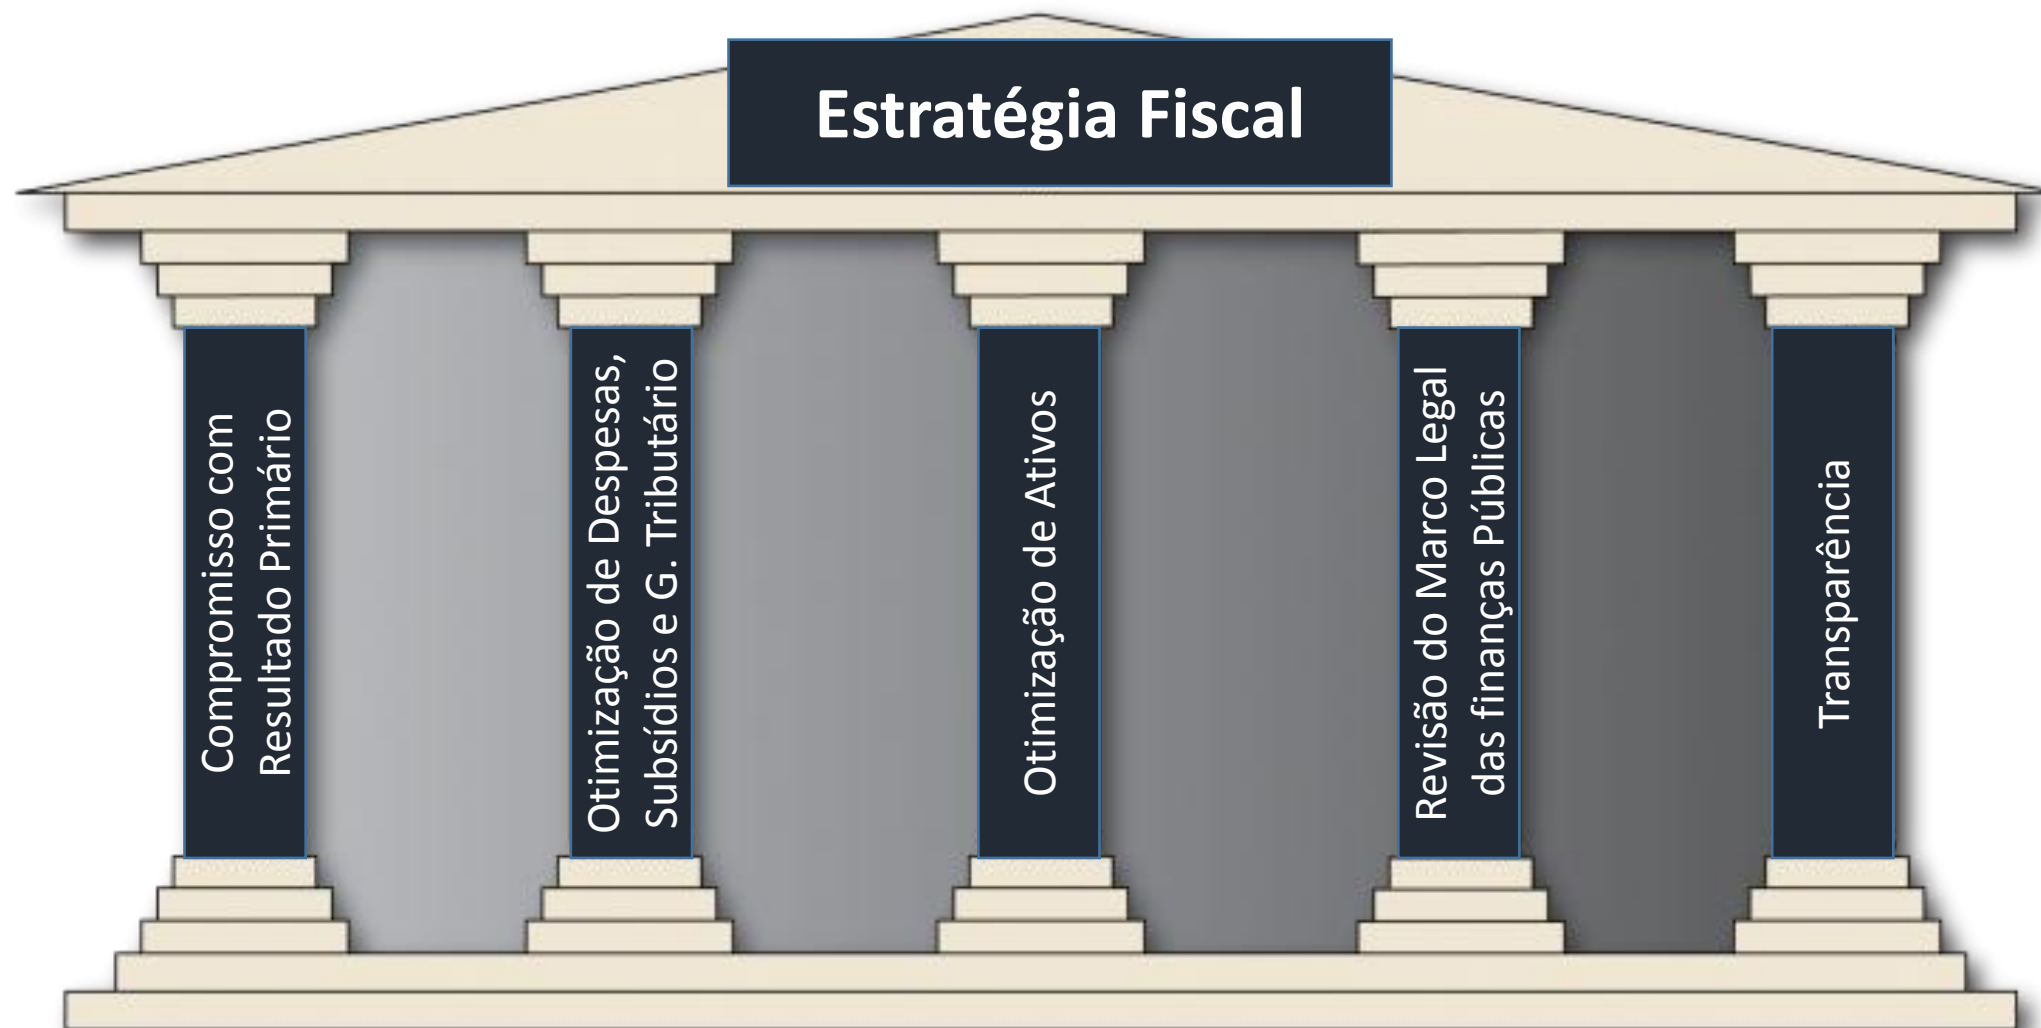 Estratégia Fiscal
Compromisso com
Resultado Primário
Otimização de Despesas,
Subsídios e G. Tributário
Otimização de Ativos
Revisão do Marco Legal
das finanças Públicas
Transparência